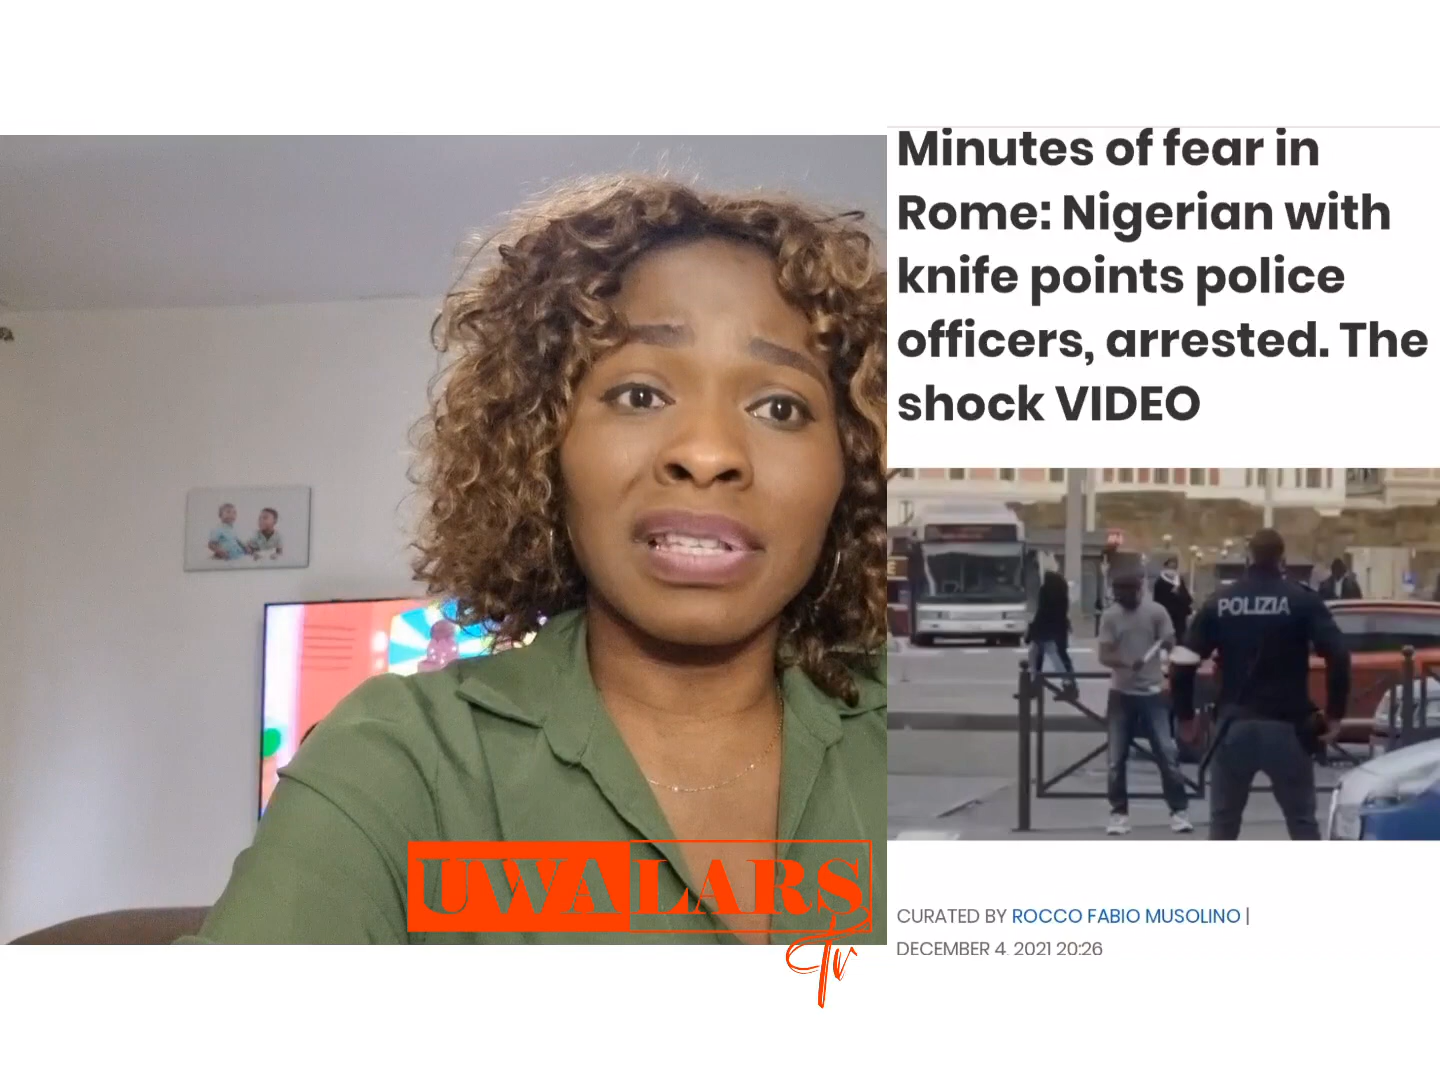 Minutes of fear in
Rome: Nigerian with
knife points police
officers, arrested. The
shock VIDEO
POLIZIA
CURATED BY ROCCO FABIO MUSOLINO |
DECEMBER 4, 2021 20:26
UWALARS
Tv